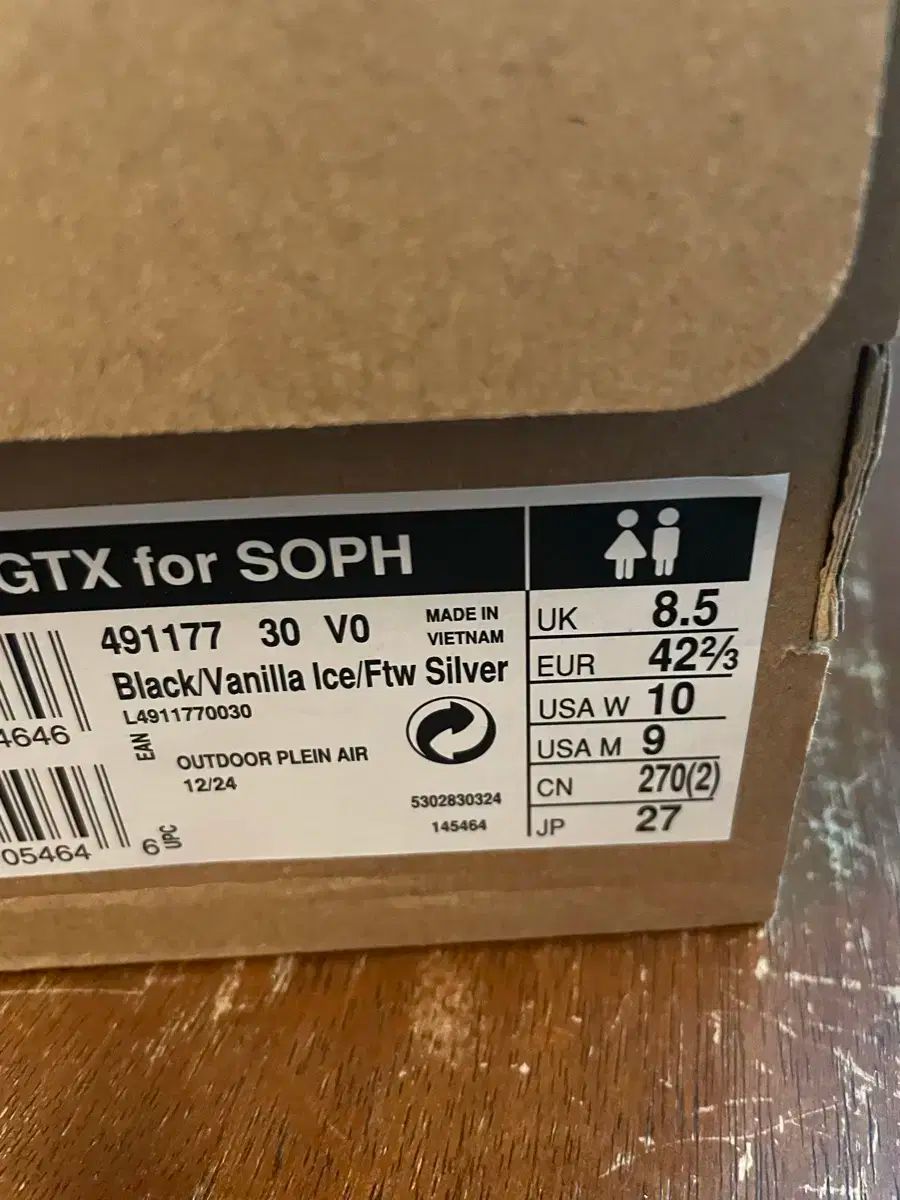 GTX for SOPH
491177 30 V0
MADE IN
VIETNAM
Black/Vanilla Ice/Ftw Silver
L4911770030
4646
EAN
OUTDOOR PLEIN AIR
12/24
5302830324
145464
05464
6
UPC
UK 8.5
EUR 42⅔
USA W 10
USA M 9
CN 270(2)
JP 27